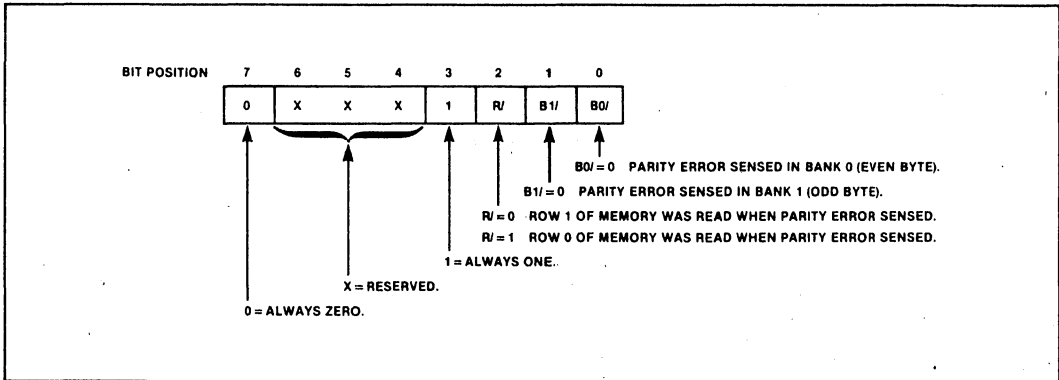 BIT POSITION 7 6 5 4 3 2 1 0
0 X X X 1 R/ B1/ B0/
B0/=0 PARITY ERROR SENSED IN BANK 0 (EVEN BYTE).
B1/=0 PARITY ERROR SENSED IN BANK 1 (ODD BYTE).
R/=0 ROW 1 OF MEMORY WAS READ WHEN PARITY ERROR SENSED.
R/=1 ROW 0 OF MEMORY WAS READ WHEN PARITY ERROR SENSED.
1=ALWAYS ONE.
X=RESERVED.
0=ALWAYS ZERO.